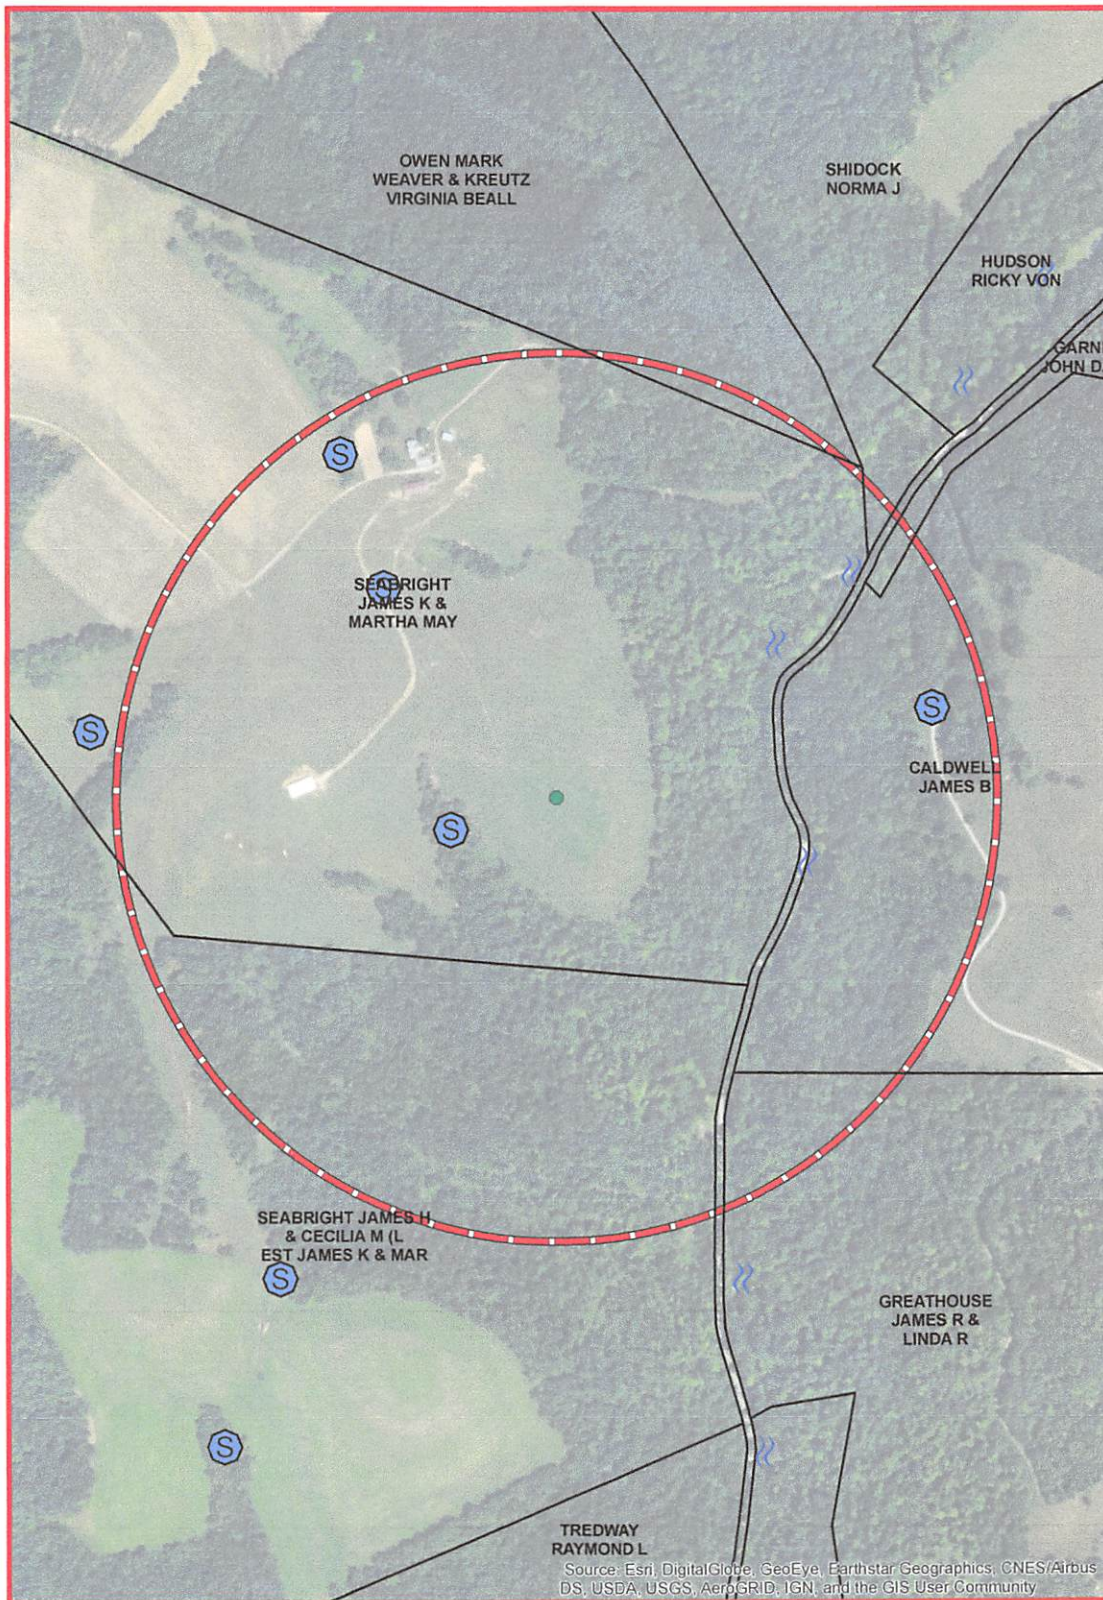 OWEN MARK
WEAVER & KREUTZ
VIRGINIA BEALL
SHIDOCK
NORMA J
HUDSON
RICKY VON
GARN
JOHN D
S
SEABRIGHT
JAMES K &
MARTHA MAY
S
S
S
CALDWELL
JAMES B
S
SEABRIGHT JAMES H
& CECILIA M (L
EST JAMES K & MAR
S
GREATHOUSE
JAMES R &
LINDA R
S
TREDWAY
RAYMOND L
Source: Esri, DigitalGlobe, GeoEye, Earthstar Geographics, CNES/Airbus
DS, USDA, USGS, AeroGRID, IGN, and the GIS User Community